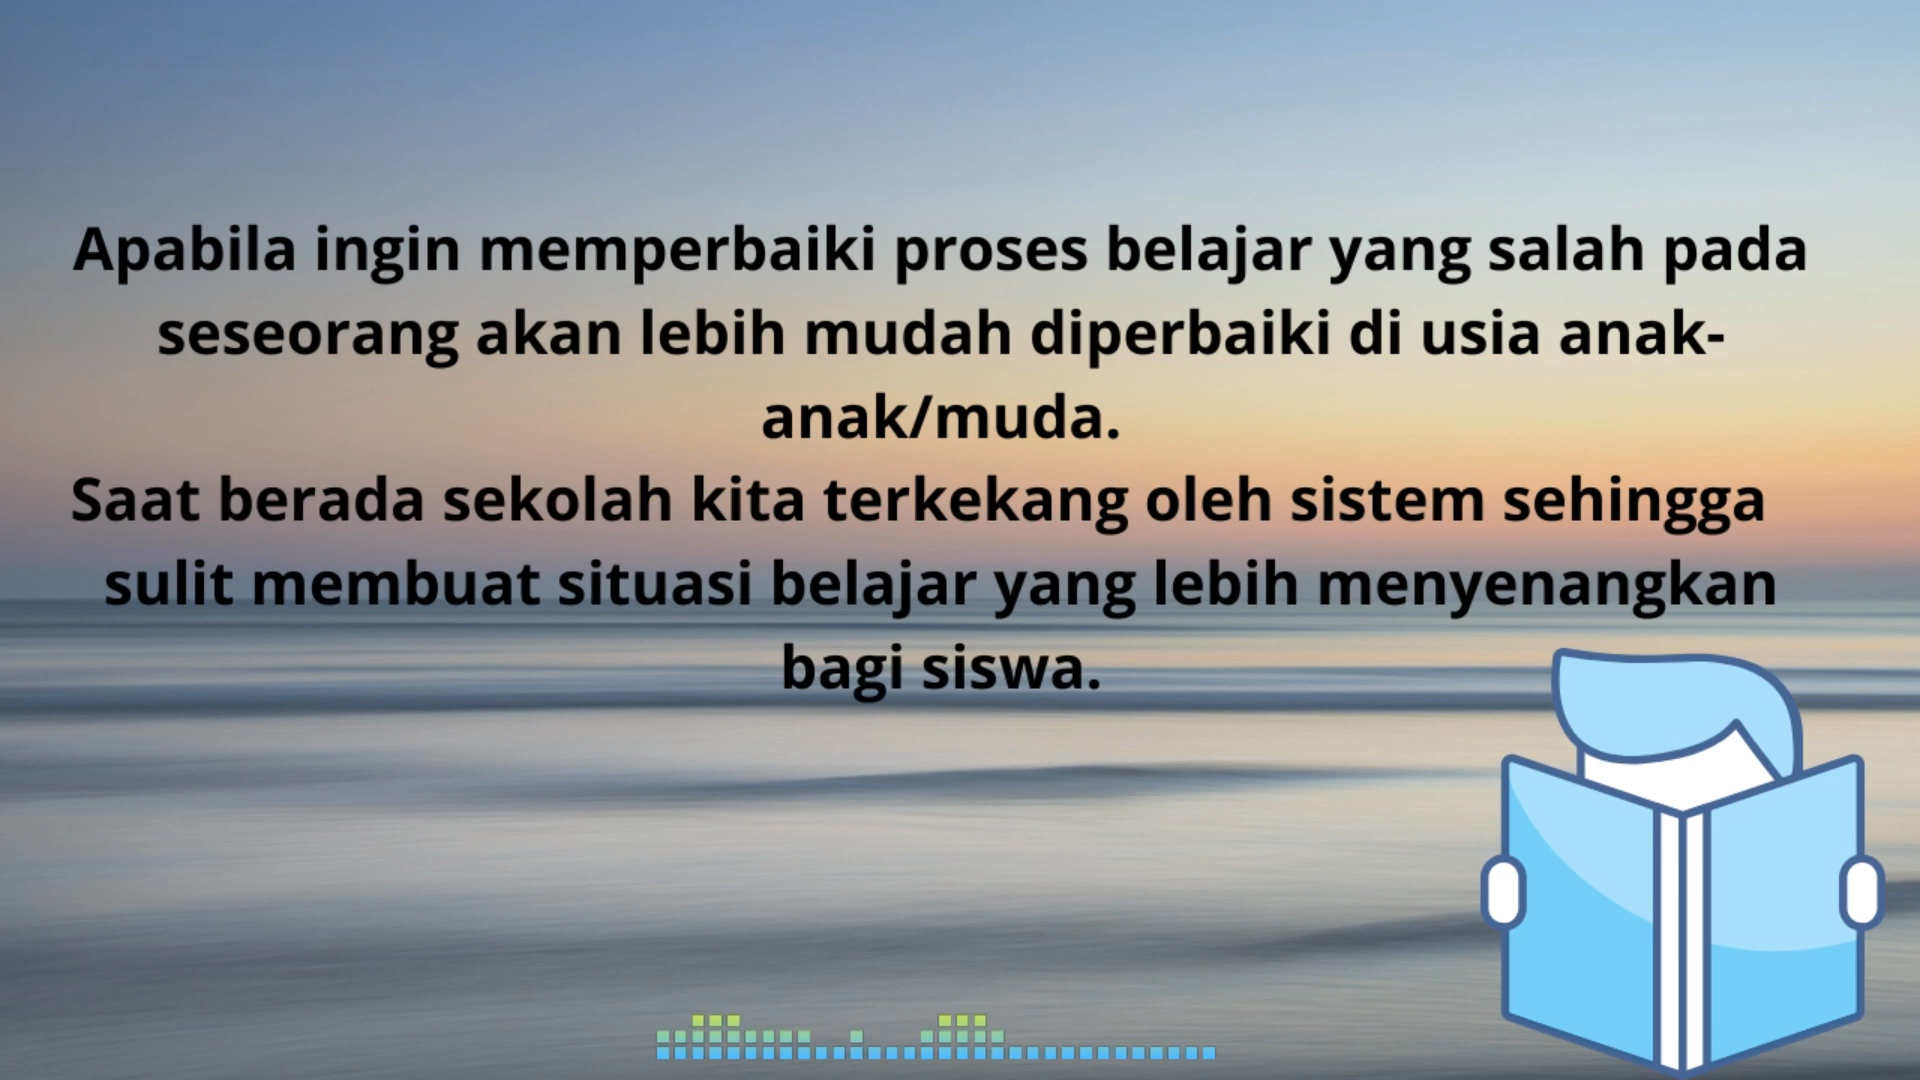 Apabila ingin memperbaiki proses belajar yang salah pada
seseorang akan lebih mudah diperbaiki di usia anak-
anak/muda.
Saat berada sekolah kita terkekang oleh sistem sehingga
sulit membuat situasi belajar yang lebih menyenangkan
bagi siswa.